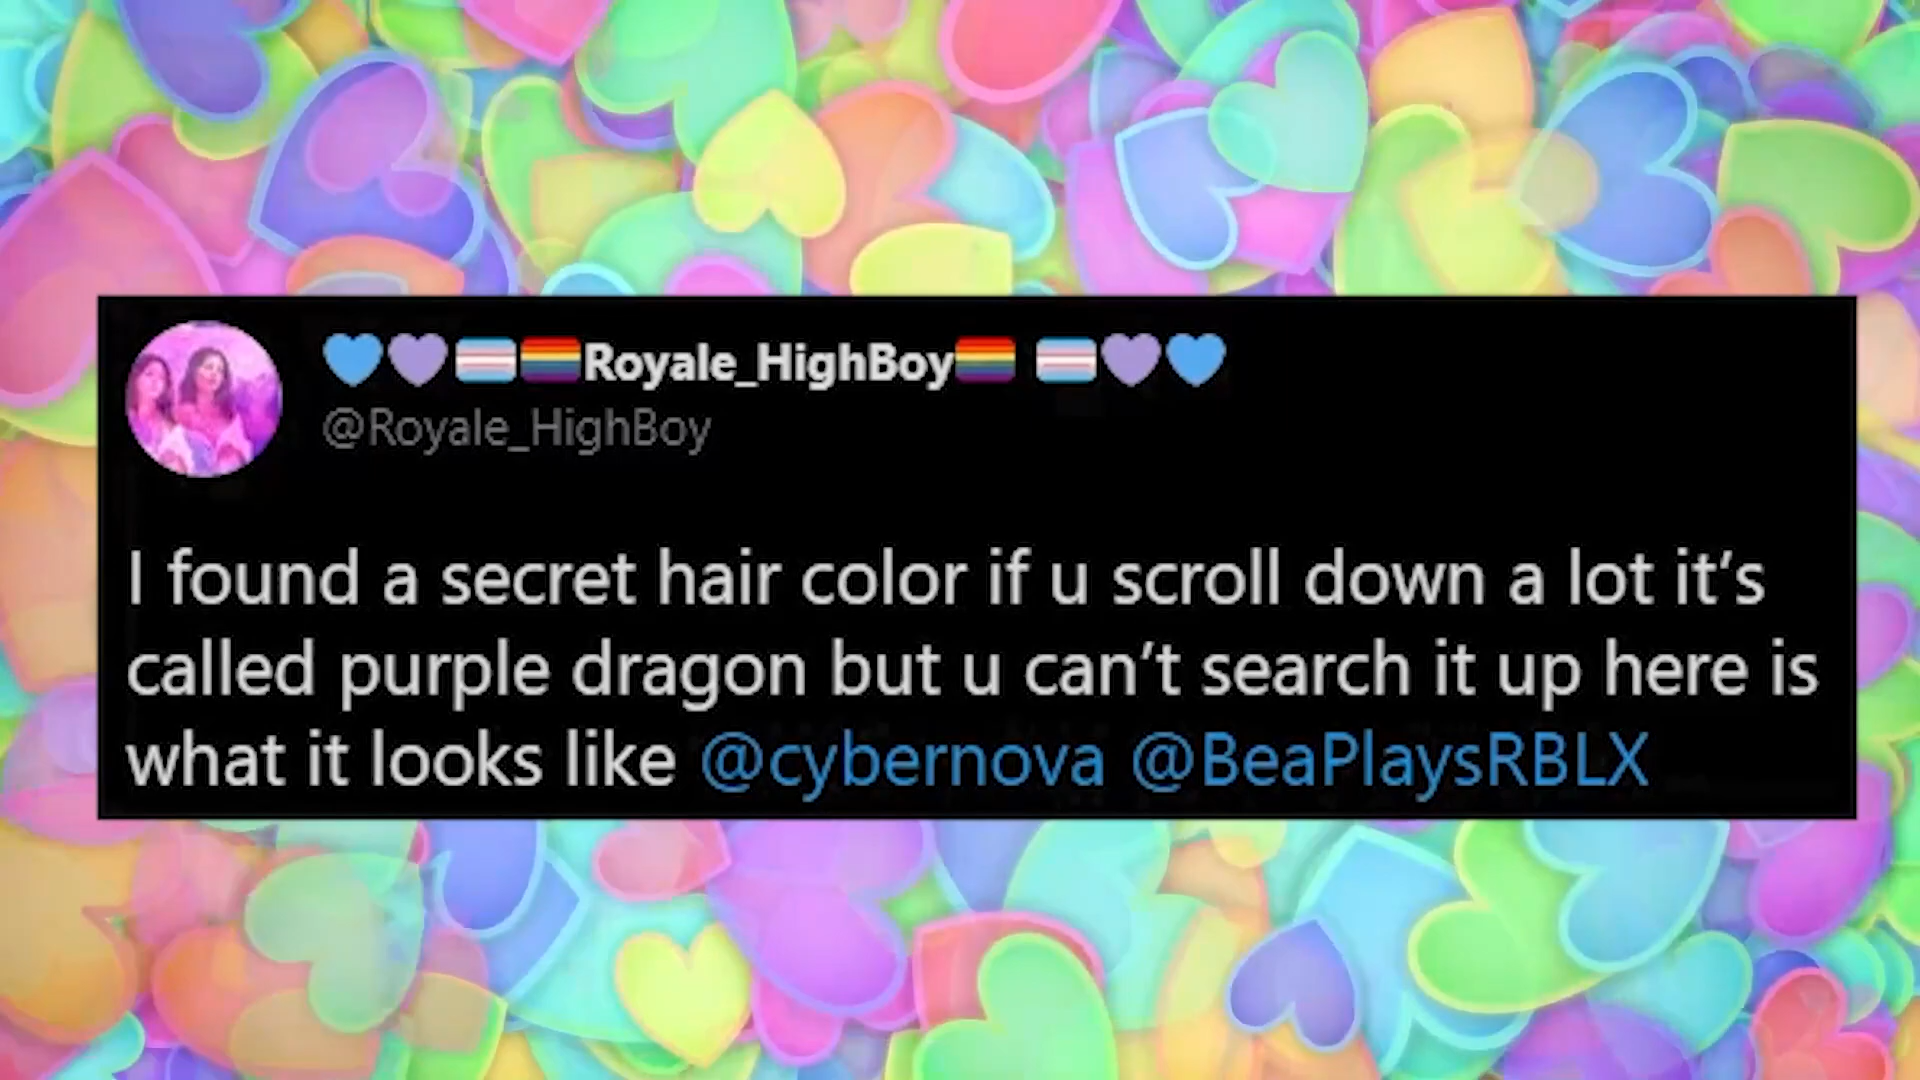 💙💜🏳️‍⚧️🏳️‍🌈Royale_HighBoy🏳️‍🌈 🏳️‍⚧️💜💙
@Royale_HighBoy
I found a secret hair color if u scroll down a lot it’s
called purple dragon but u can’t search it up here is
what it looks like @cybernova @BeaPlaysRBLX